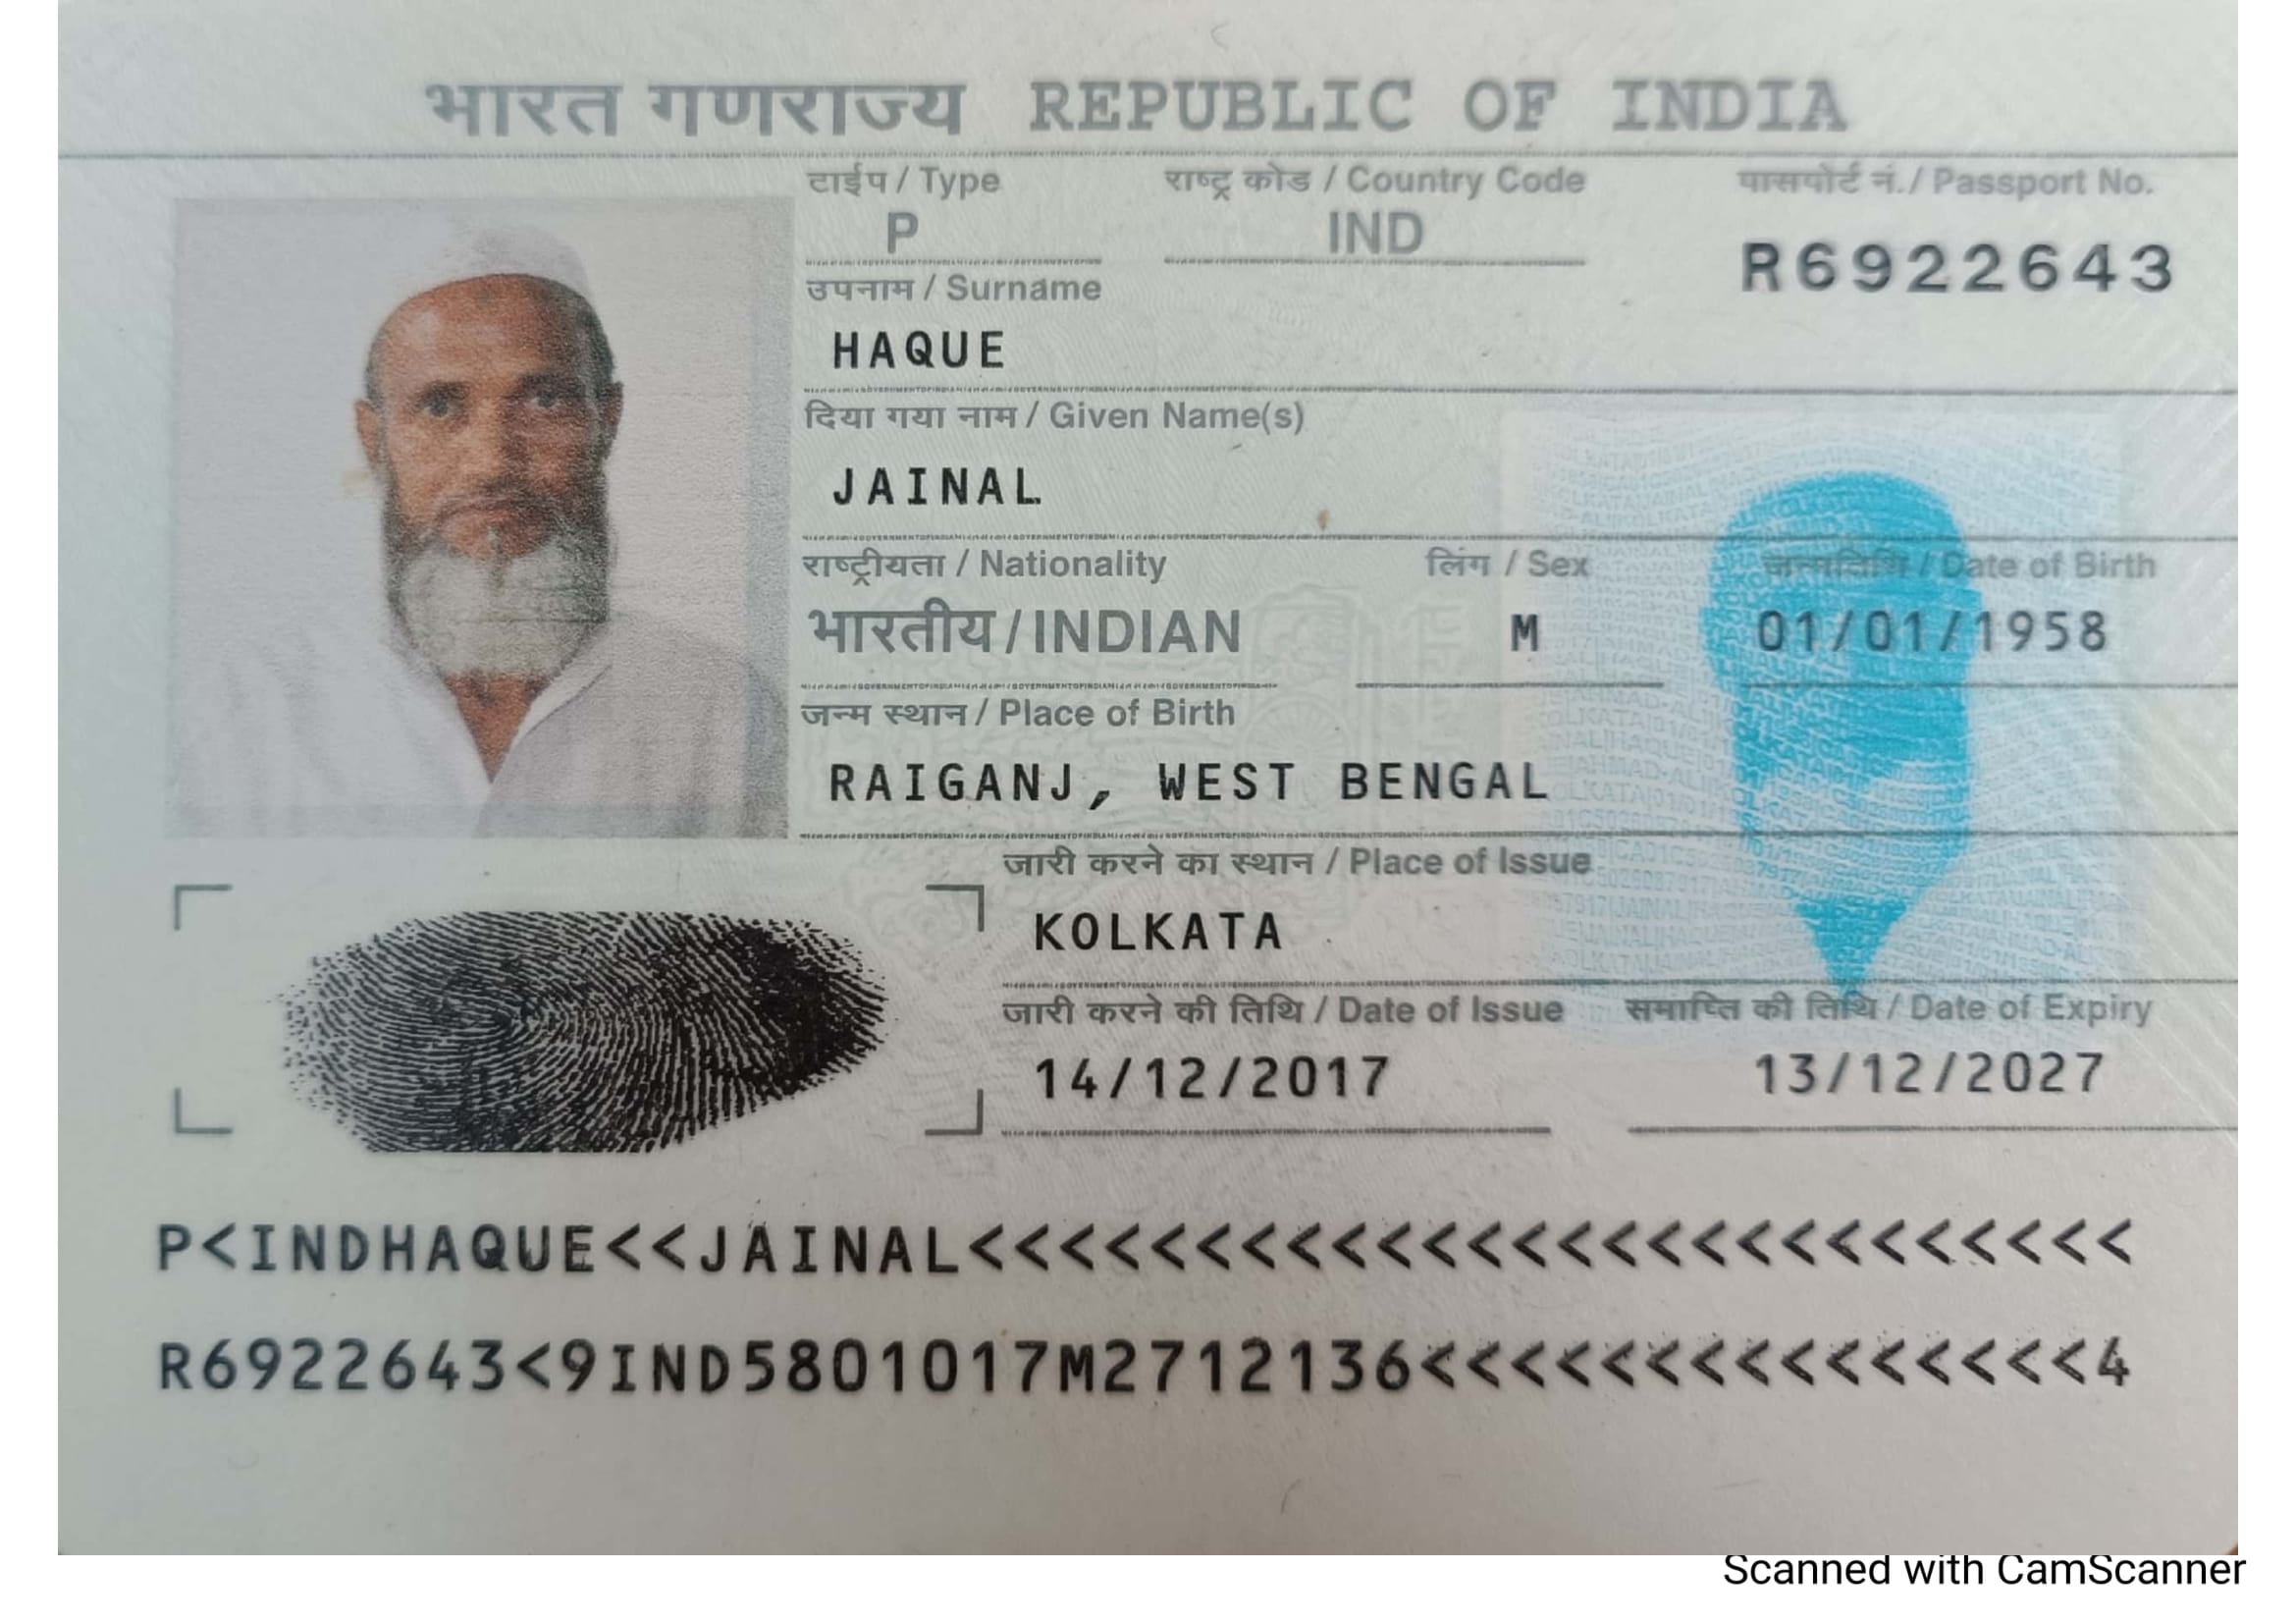 भारत गणराज्य REPUBLIC OF INDIA
टाईप / Type राष्ट्र कोड / Country Code पासपोर्ट नं. / Passport No.
P IND R6922643
उपनाम / Surname
HAQUE
दिया गया नाम / Given Name(s)
JAINAL
राष्ट्रीयता / Nationality लिंग / Sex जन्मतिथि / Date of Birth
भारतीय / INDIAN M 01/01/1958
जन्म स्थान / Place of Birth
RAIGANJ, WEST BENGAL
जारी करने का स्थान / Place of Issue
KOLKATA
जारी करने की तिथि / Date of Issue समाप्ति की तिथि / Date of Expiry
14/12/2017 13/12/2027
P<INDHAQUE<<JAINAL<<<<<<<<<<<<<<<<<<<<<<<<<<
R6922643<9IND5801017M2712136<<<<<<<<<<<<<<<4
Scanned with CamScanner